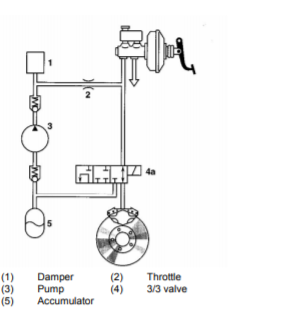 1
2
3
4a
5
(1) Damper (2) Throttle
(3) Pump (4) 3/3 valve
(5) Accumulator